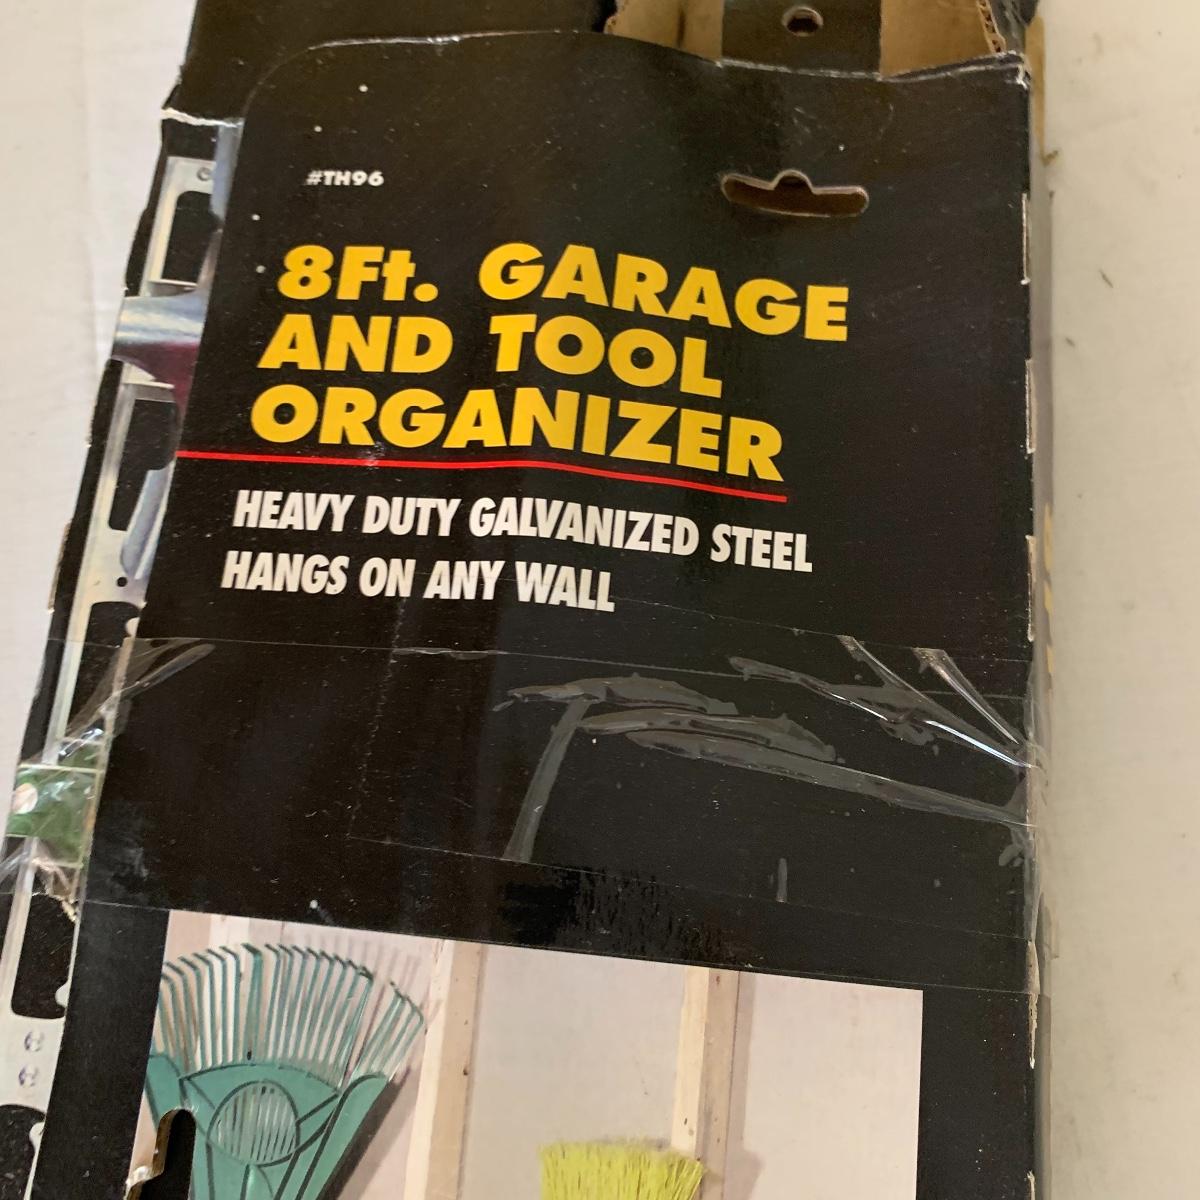 #TH96
8Ft. GARAGE
AND TOOL
ORGANIZER
HEAVY DUTY GALVANIZED STEEL
HANGS ON ANY WALL